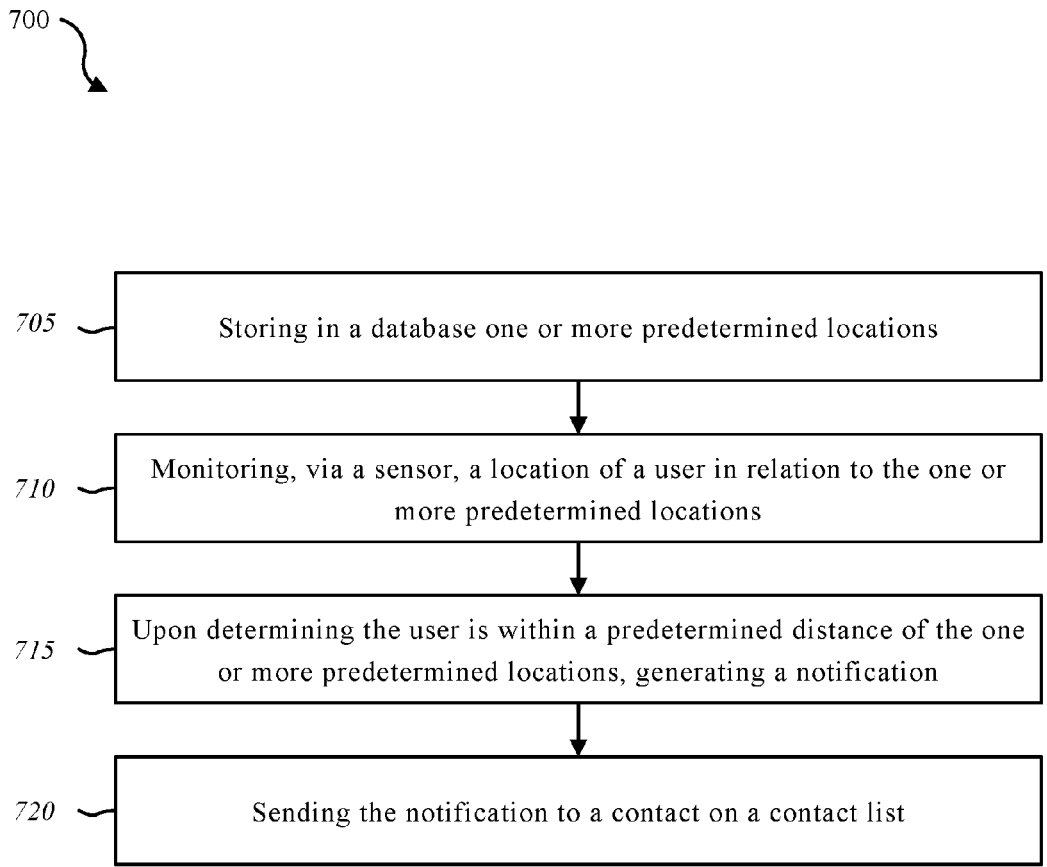 700
705
Storing in a database one or more predetermined locations
710
Monitoring, via a sensor, a location of a user in relation to the one or
more predetermined locations
715
Upon determining the user is within a predetermined distance of the one
or more predetermined locations, generating a notification
720
Sending the notification to a contact on a contact list